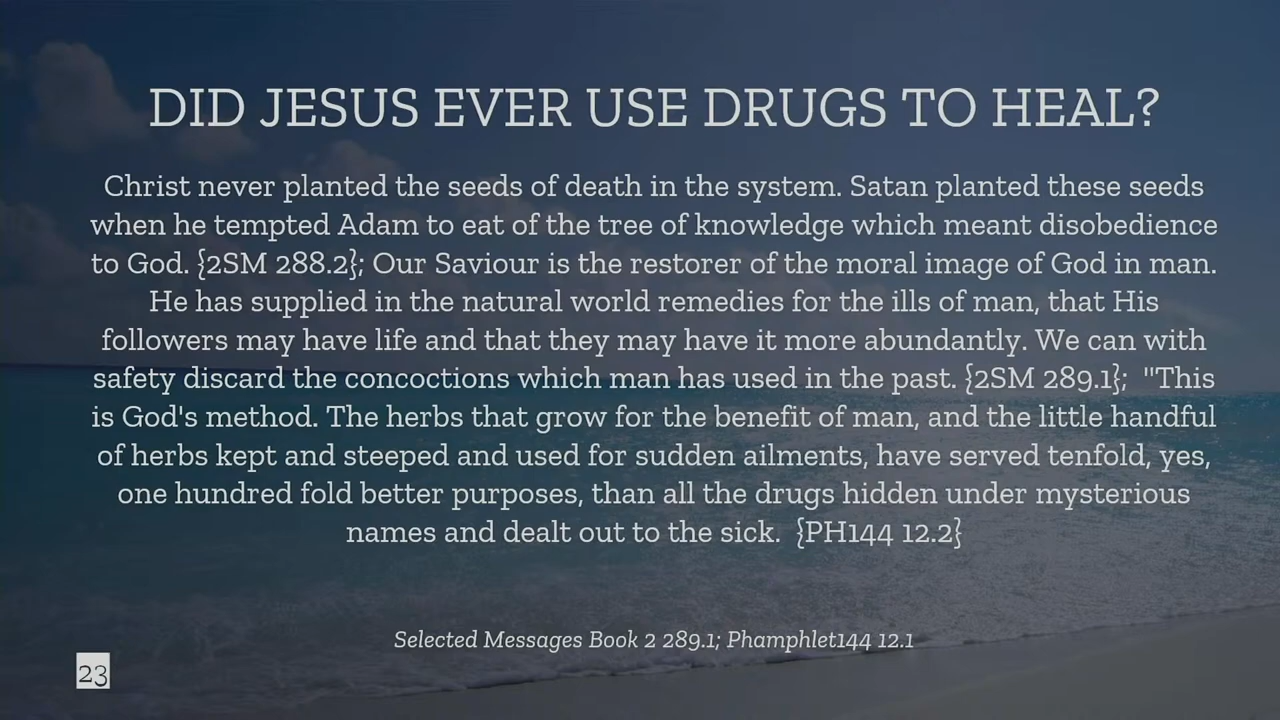 DID JESUS EVER USE DRUGS TO HEAL?
Christ never planted the seeds of death in the system. Satan planted these seeds
when he tempted Adam to eat of the tree of knowledge which meant disobedience
to God. {2SM 288.2}; Our Saviour is the restorer of the moral image of God in man.
He has supplied in the natural world remedies for the ills of man, that His
followers may have life and that they may have it more abundantly. We can with
safety discard the concoctions which man has used in the past. {2SM 289.1};  "This
is God's method. The herbs that grow for the benefit of man, and the little handful
of herbs kept and steeped and used for sudden ailments, have served tenfold, yes,
one hundred fold better purposes, than all the drugs hidden under mysterious
names and dealt out to the sick.  {PH144 12.2}
Selected Messages Book 2 289.1; Phamphlet144 12.1
23